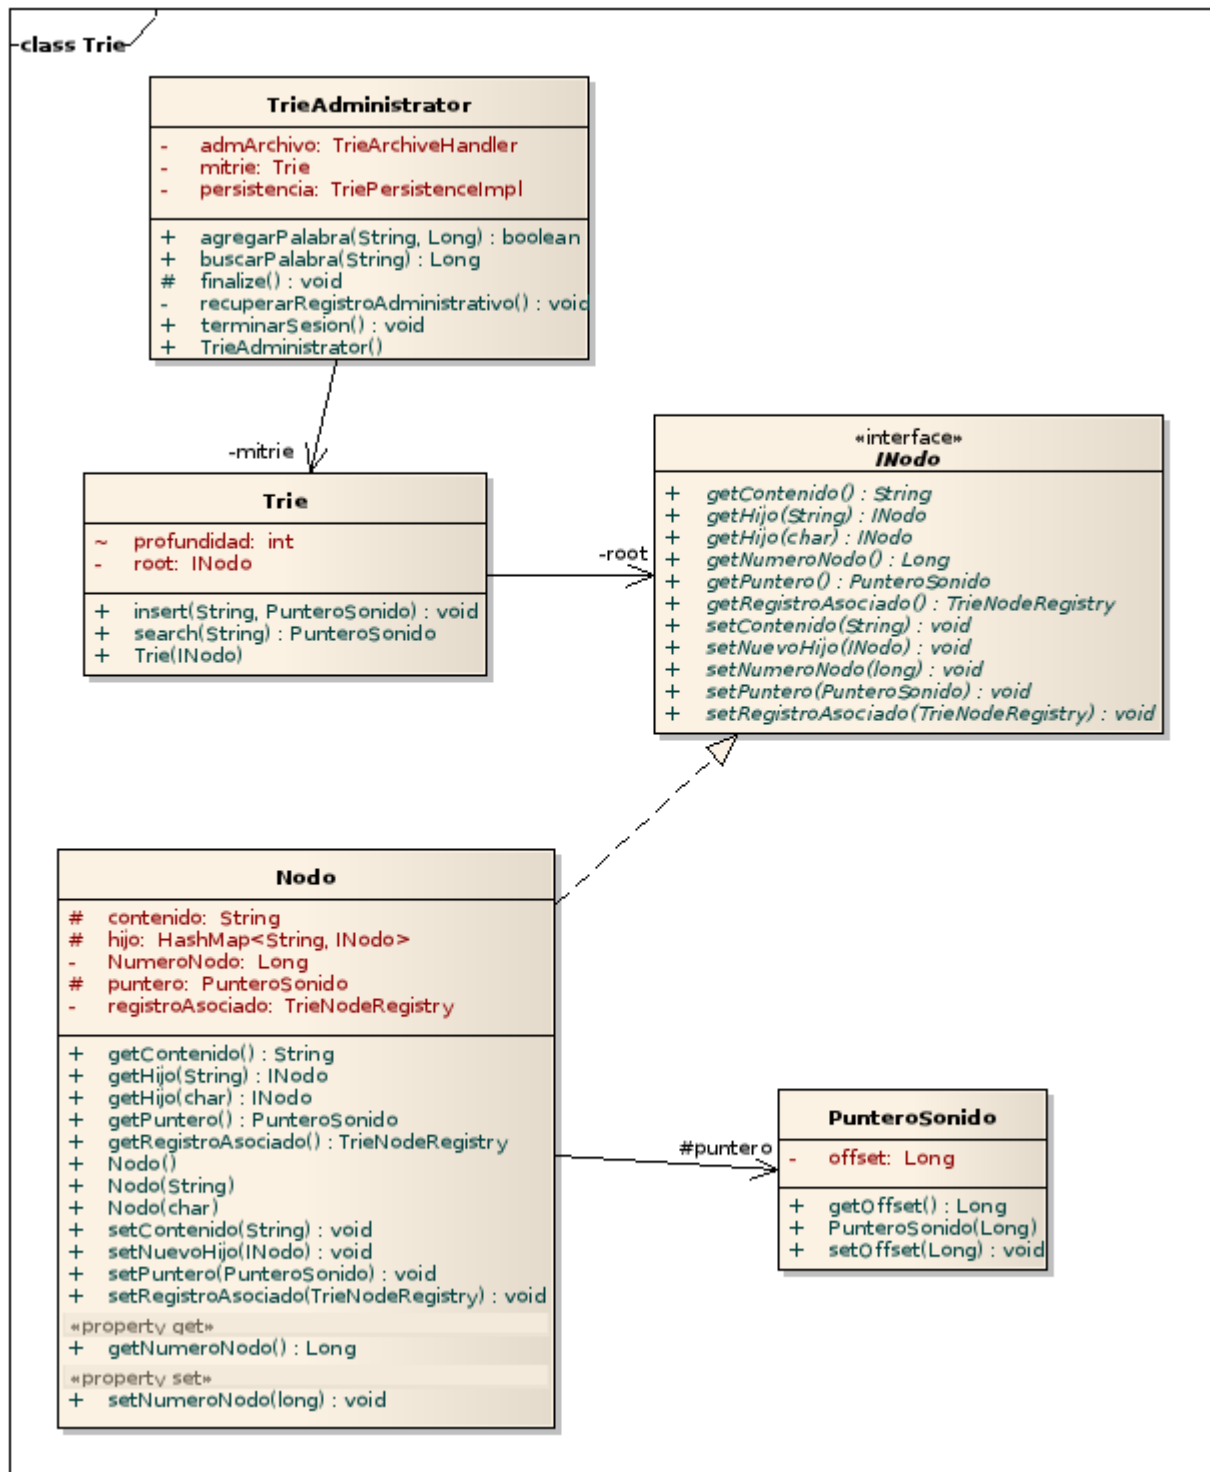 class Trie
TrieAdministrator
- admArchivo: TrieArchiveHandler
- mitrie: Trie
- persistencia: TriePersistenceImpl
+ agregarPalabra(String, Long) : boolean
+ buscarPalabra(String) : Long
# finalize() : void
- recuperarRegistroAdministrativo() : void
+ terminarSesion() : void
+ TrieAdministrator()
-mitrie
Trie
~ profundidad: int
- root: INodo
+ insert(String, PunteroSonido) : void
+ search(String) : PunteroSonido
+ Trie(INodo)
-root
«interface»
INodo
+ getContenido() : String
+ getHijo(String) : INodo
+ getHijo(char) : INodo
+ getNumeroNodo() : Long
+ getPuntero() : PunteroSonido
+ getRegistroAsociado() : TrieNodeRegistry
+ setContenido(String) : void
+ setNuevoHijo(INodo) : void
+ setNumeroNodo(long) : void
+ setPuntero(PunteroSonido) : void
+ setRegistroAsociado(TrieNodeRegistry) : void
Nodo
# contenido: String
# hijo: HashMap<String, INodo>
- NumeroNodo: Long
# puntero: PunteroSonido
- registroAsociado: TrieNodeRegistry
+ getContenido() : String
+ getHijo(String) : INodo
+ getHijo(char) : INodo
+ getPuntero() : PunteroSonido
+ getRegistroAsociado() : TrieNodeRegistry
+ Nodo()
+ Nodo(String)
+ Nodo(char)
+ setContenido(String) : void
+ setNuevoHijo(INodo) : void
+ setPuntero(PunteroSonido) : void
+ setRegistroAsociado(TrieNodeRegistry) : void
«property get»
+ getNumeroNodo() : Long
«property set»
+ setNumeroNodo(long) : void
#puntero
PunteroSonido
- offset: Long
+ getOffset() : Long
+ PunteroSonido(Long)
+ setOffset(Long) : void